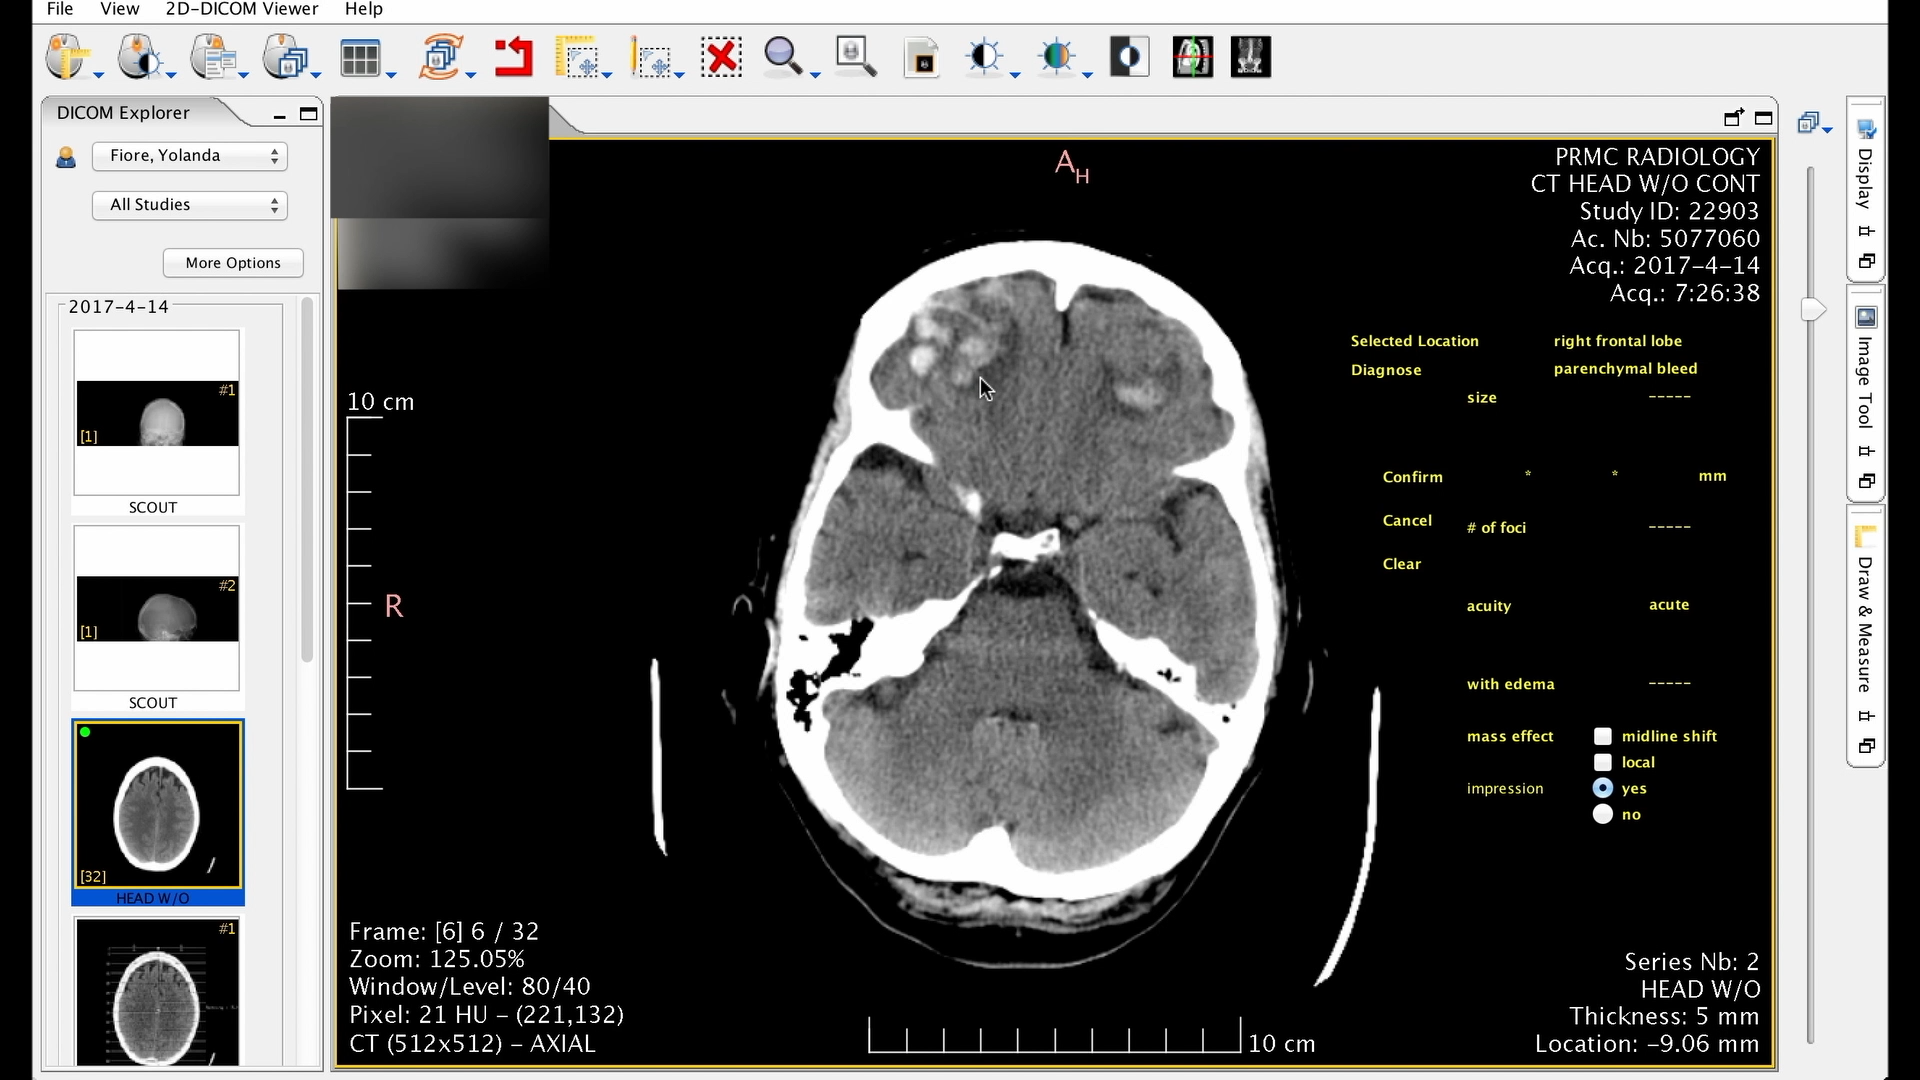 File View 2D-DICOM Viewer Help
DICOM Explorer
Fiore, Yolanda
All Studies
More Options
2017-4-14
#1
[1]
SCOUT
#2
[1]
SCOUT
[32]
HEAD W/O
#1
A H
PRMC RADIOLOGY
CT HEAD W/O CONT
Study ID: 22903
Ac. Nb: 5077060
Acq.: 2017-4-14
Acq.: 7:26:38
Selected Location right frontal lobe
Diagnose parenchymal bleed
size -----
Confirm * * mm
Cancel
# of foci -----
Clear
acuity acute
with edema -----
mass effect midline shift
local
impression yes
no
10 cm
R
Frame: [6] 6 / 32
Zoom: 125.05%
Window/Level: 80/40
Pixel: 21 HU - (221,132)
CT (512x512) - AXIAL
10 cm
Series Nb: 2
HEAD W/O
Thickness: 5 mm
Location: -9.06 mm
Display
Image Tool
Draw & Measure